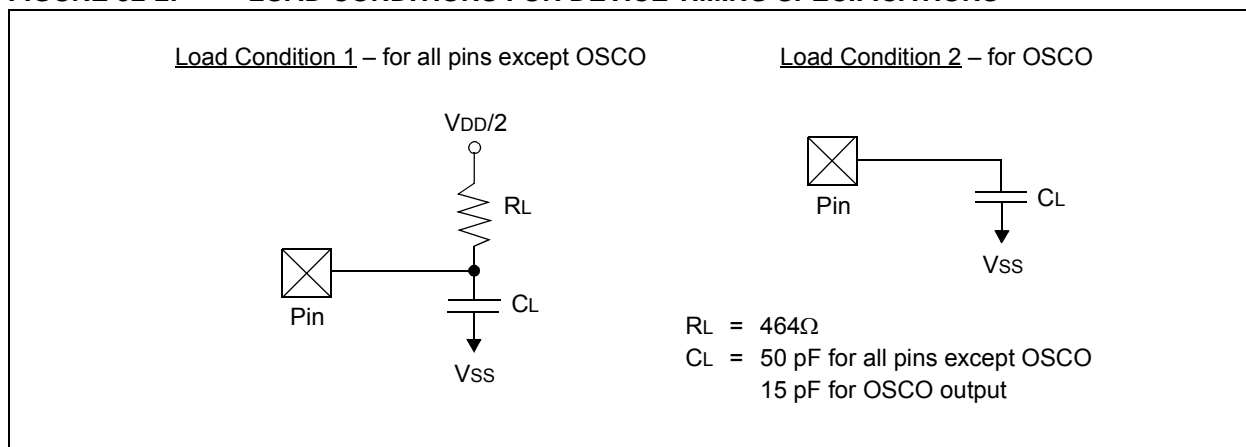 Load Condition 1 – for all pins except OSCO
Load Condition 2 – for OSCO
VDD/2
RL
Pin
CL
VSS
Pin
CL
VSS
RL = 464Ω
CL = 50 pF for all pins except OSCO
15 pF for OSCO output